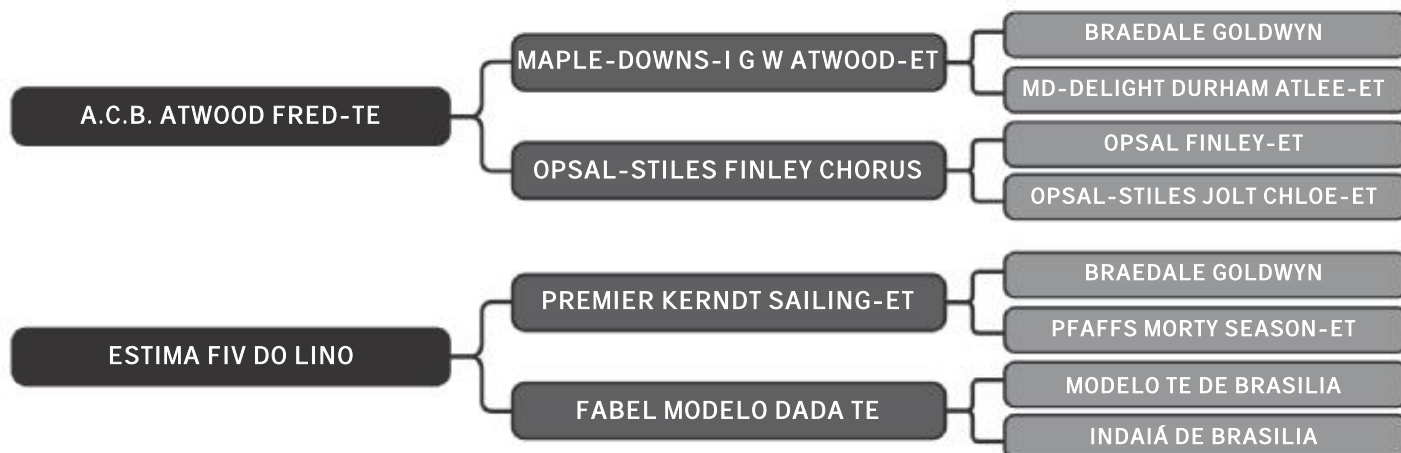 A.C.B. ATWOOD FRED-TE
MAPLE-DOWNS-I G W ATWOOD-ET
BRAEDALE GOLDWYN
MD-DELIGHT DURHAM ATLEE-ET
OPSAL-STILES FINLEY CHORUS
OPSAL FINLEY-ET
OPSAL-STILES JOLT CHLOE-ET
ESTIMA FIV DO LINO
PREMIER KERNDT SAILING-ET
BRAEDALE GOLDWYN
PFAFFS MORTY SEASON-ET
FABEL MODELO DADA TE
MODELO TE DE BRASILIA
INDAIÁ DE BRASILIA